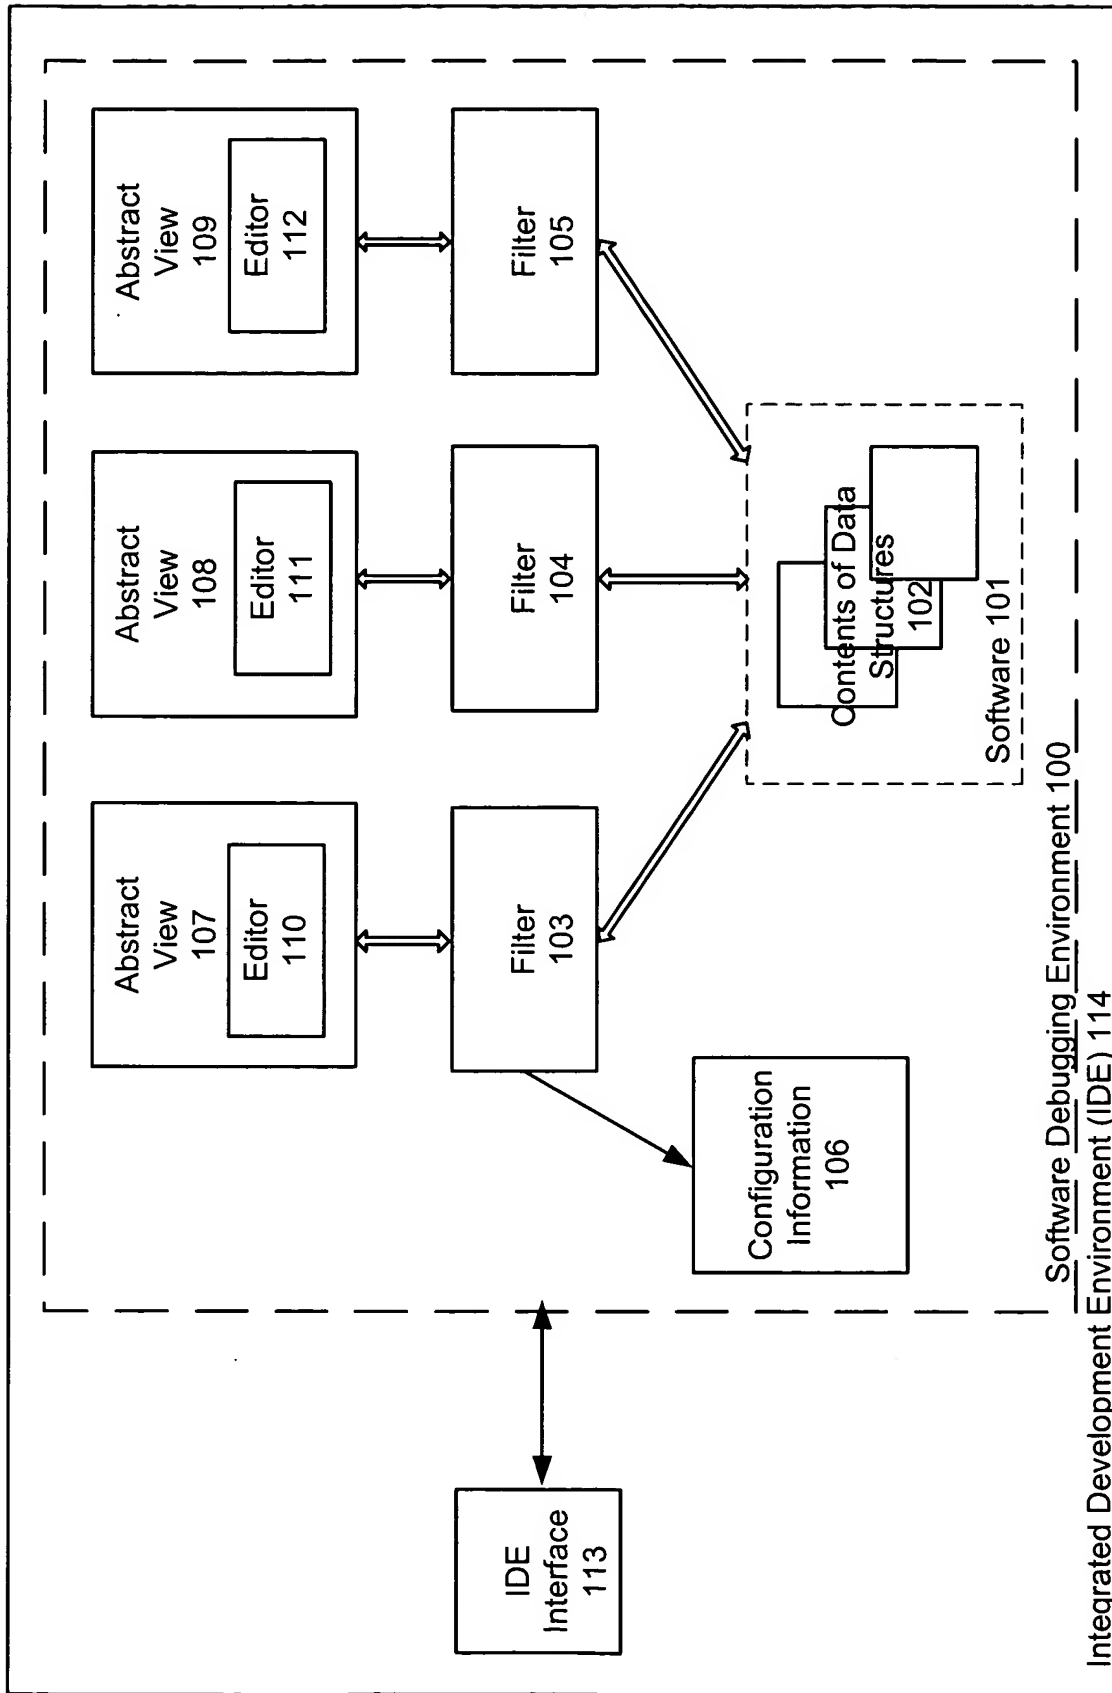 Abstract
View
107
Editor
110
Abstract
View
108
Editor
111
Abstract
View
109
Editor
112
IDE
Interface
113
Filter
103
Filter
104
Filter
105
Configuration
Information
106
Contents of Data
Structures
102
Software 101
Software Debugging Environment 100
Integrated Development Environment (IDE) 114